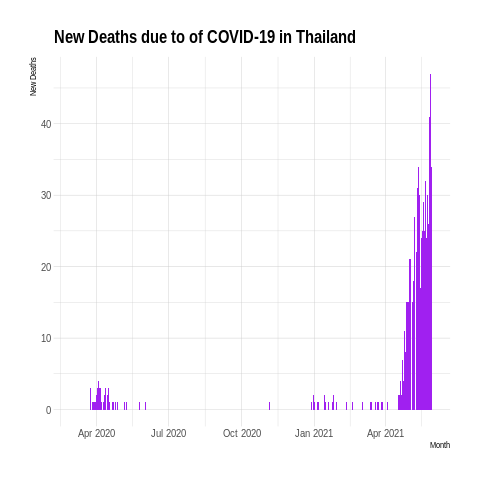 New Deaths due to of COVID-19 in Thailand
New Deaths
40
30
20
10
0
Apr 2020 Jul 2020 Oct 2020 Jan 2021 Apr 2021
Month